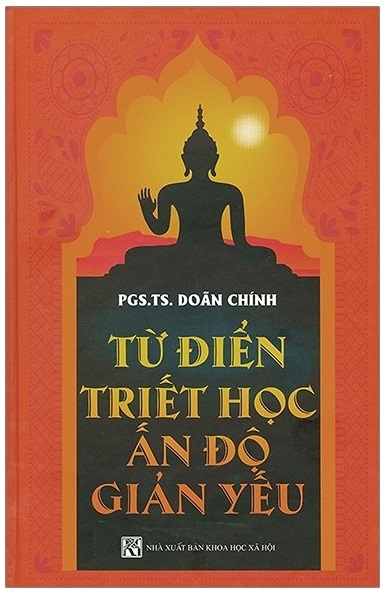 PGS.TS. DOÃN CHÍNH
TỪ ĐIỂN
TRIẾT HỌC
ẤN ĐỘ
GIẢN YẾU
NHÀ XUẤT BẢN KHOA HỌC XÃ HỘI